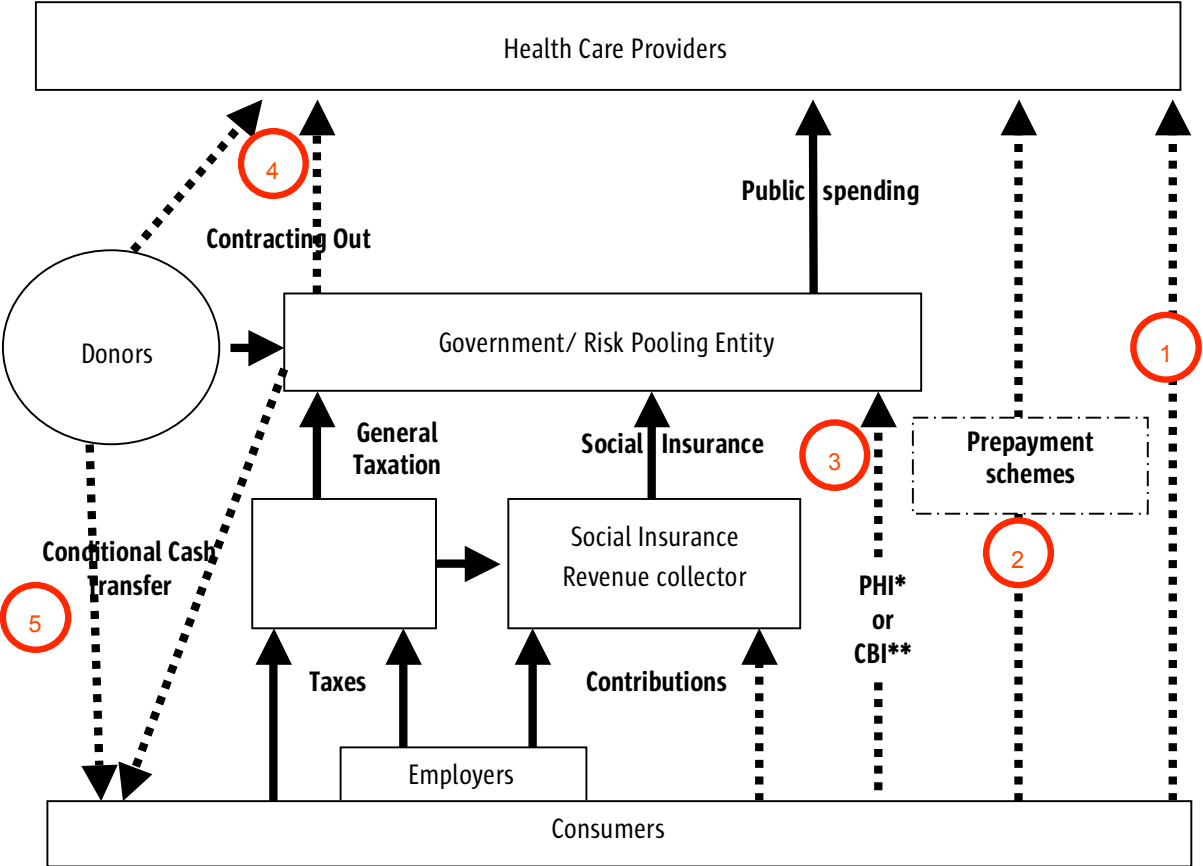 Health Care Providers
4
Public spending
Contracting Out
Donors
Government/ Risk Pooling Entity
1
General
Taxation
Social Insurance
3
Prepayment
schemes
Conditional Cash
Transfer
Social Insurance
Revenue collector
2
5
PHI*
or
CBI**
Taxes
Contributions
Employers
Consumers